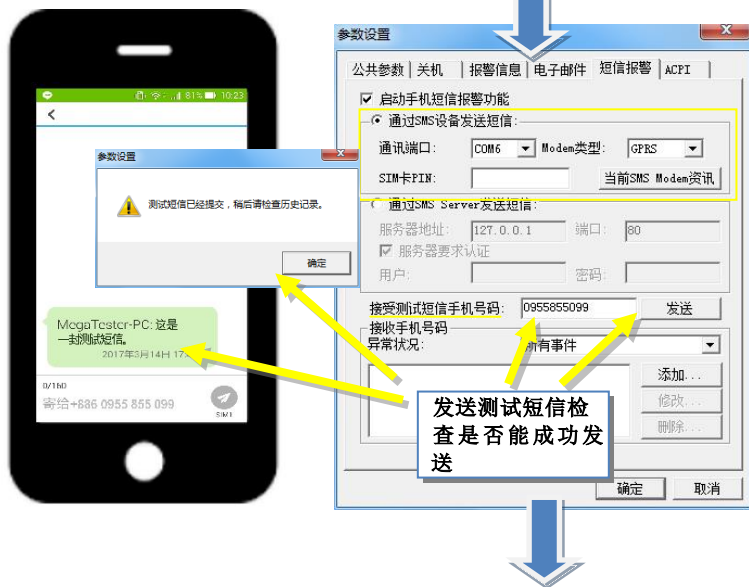 81% 10:23
参数设置
测试短信已经提交，稍后请检查历史记录。
确定
MegaTester-PC: 这是
一封测试短信。
2017年3月14日 17
0/160
寄给+886 0955 855 099
SIM1
参数设置
公共参数 关机 报警信息 电子邮件 短信报警 ACPI
启动手机短信报警功能
通过SMS设备发送短信:
通讯端口: COM6 Modem类型: GPRS
SIM卡PIN: 当前SMS Modem资讯
通过SMS Server发送短信:
服务器地址: 127.0.0.1 端口: 80
服务器要求认证
用户: 密码:
接受测试短信手机号码: 0955855099 发送
接收手机号码
异常状况: 所有事件
添加...
修改...
删除...
发送测试短信检
查是否能成功发
送
确定 取消